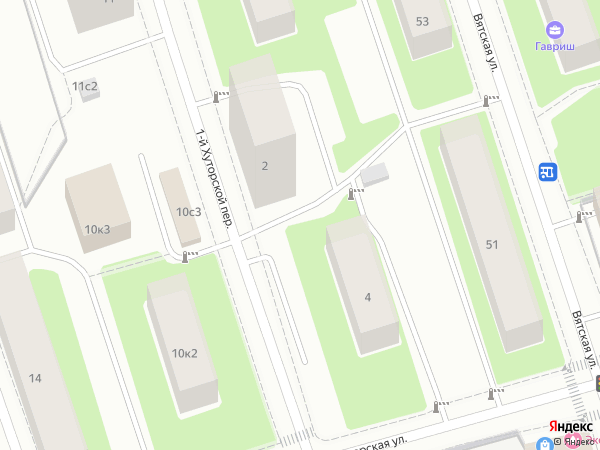 53
Вятская ул.
Гавриш
11с2
1-й Хуторской пер.
2
10с3
10к3
51
4
Вятская ул.
10к2
14
Яндекс
рская ул.
© Яндекс